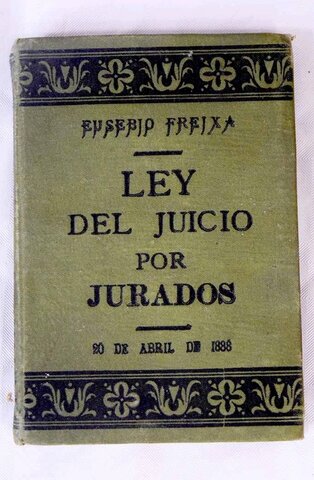 EUSEBIO FREIXA
LEY
DEL JUICIO
POR
JURADOS
20 DE ABRIL DE 1888